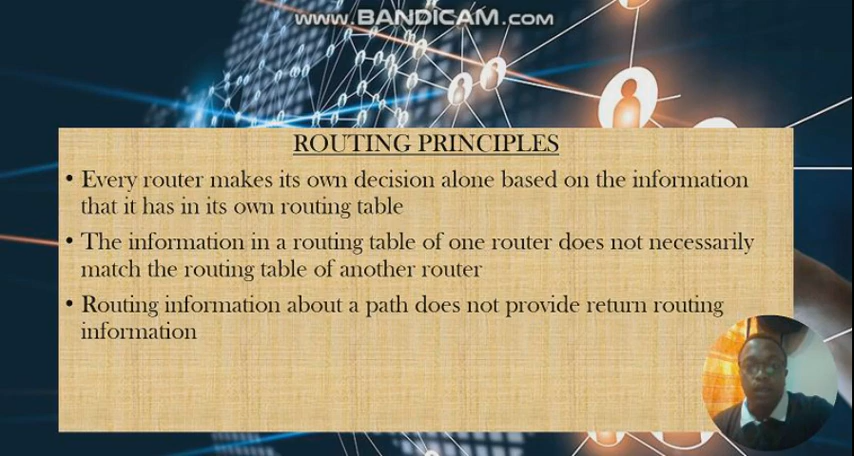 www.BANDICAM.com
ROUTING PRINCIPLES
• Every router makes its own decision alone based on the information
that it has in its own routing table
• The information in a routing table of one router does not necessarily
match the routing table of another router
• Routing information about a path does not provide return routing
information